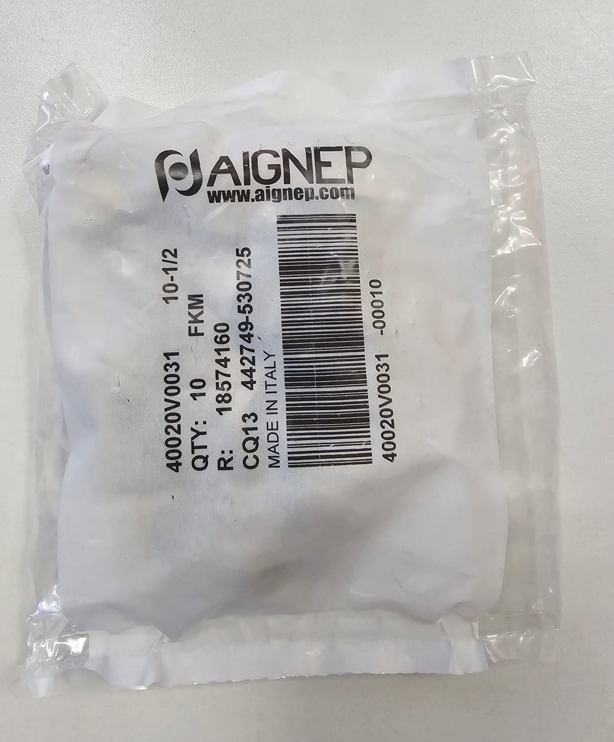 AIGNEP
www.aignep.com
40020V0031 10-1/2
QTY: 10 FKM
R: 18574160
CQ13 442749-530725
MADE IN ITALY
40020V0031 -00010